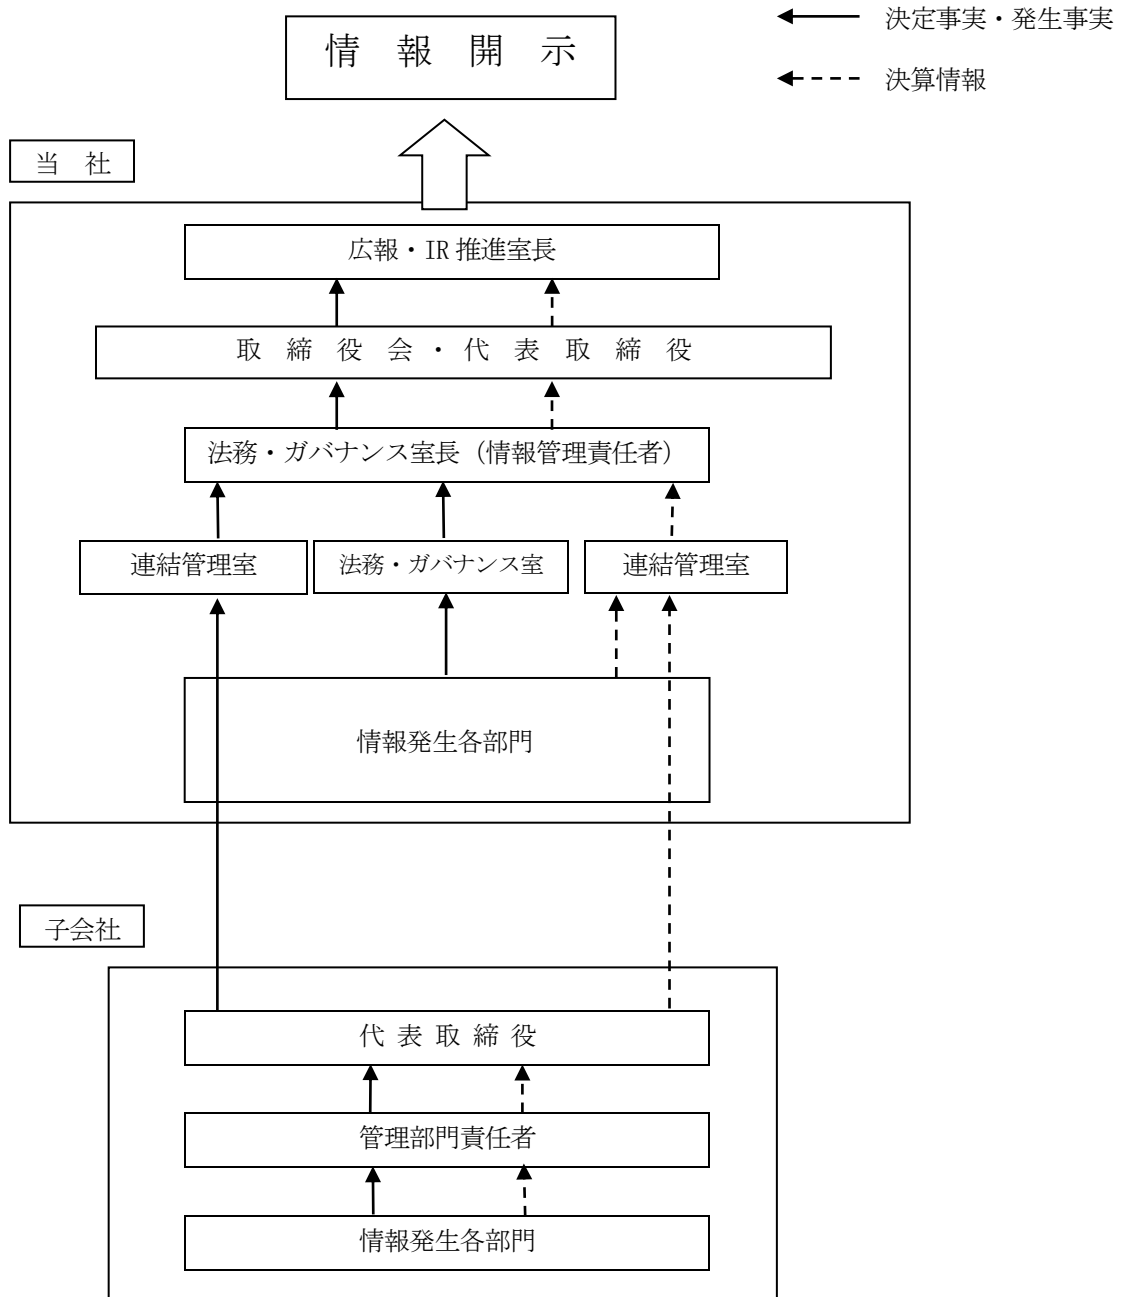 情　報　開　示
決定事実・発生事実
決算情報
当　社
広報・IR 推進室長
取　締　役　会　・　代　表　取　締　役
法務・ガバナンス室長（情報管理責任者）
連結管理室
法務・ガバナンス室
連結管理室
情報発生各部門
子会社
代 表 取 締 役
管理部門責任者
情報発生各部門